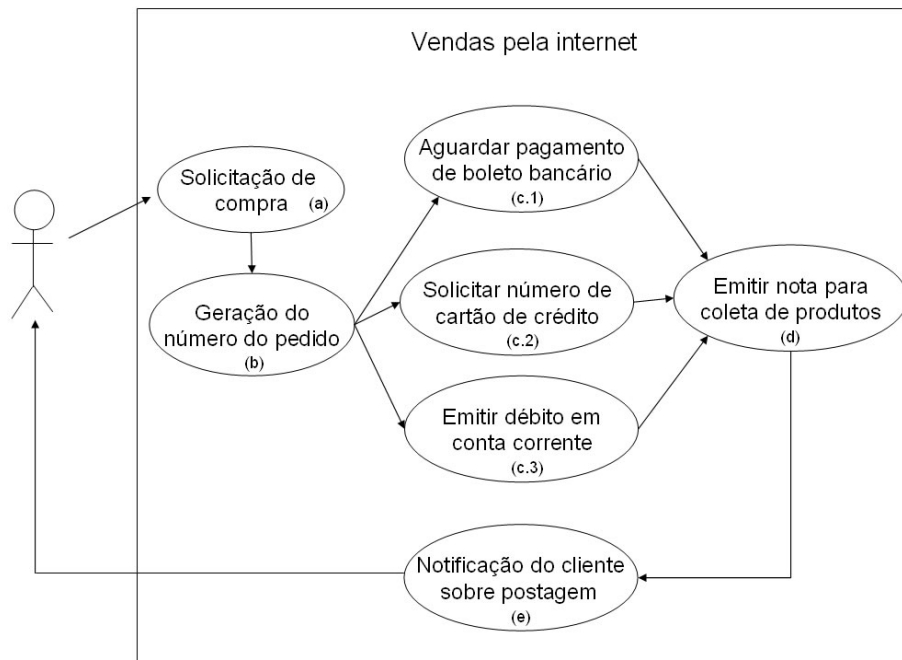 Vendas pela internet
Solicitação de
compra (a)
Geração do
número do pedido
(b)
Aguardar pagamento
de boleto bancário
(c.1)
Solicitar número de
cartão de crédito
(c.2)
Emitir débito em
conta corrente
(c.3)
Emitir nota para
coleta de produtos
(d)
Notificação do cliente
sobre postagem
(e)